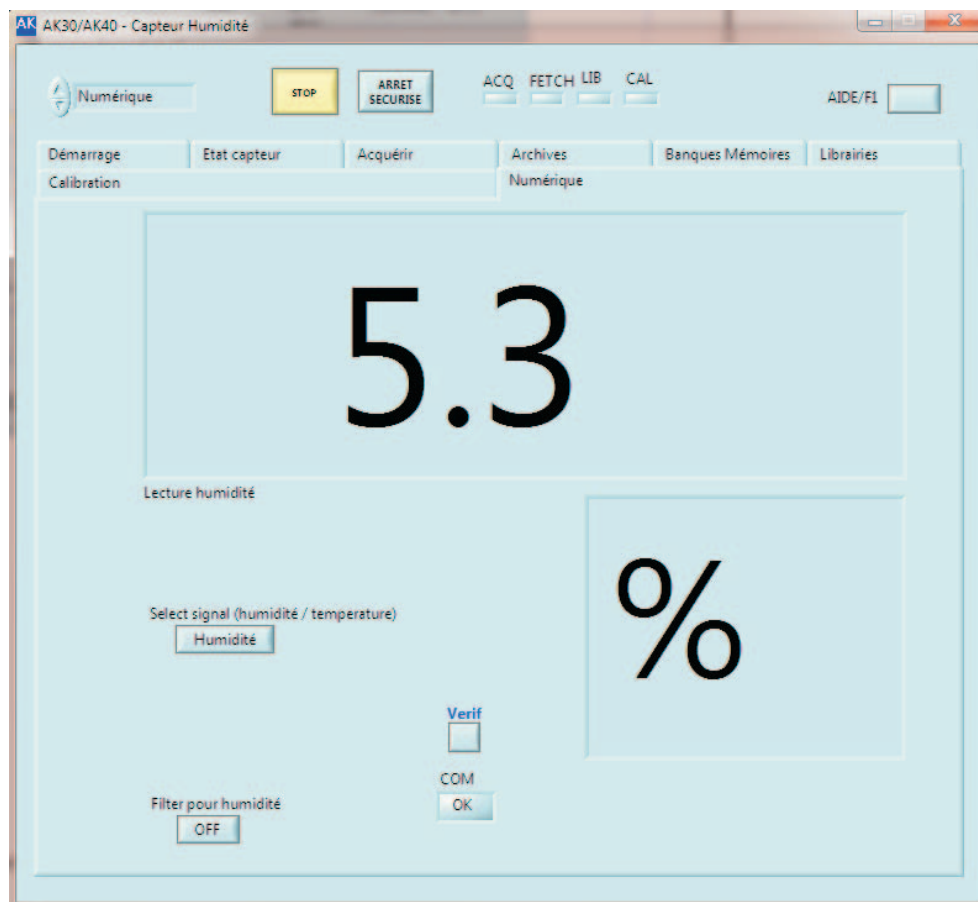 AK AK30/AK40 - Capteur Humidité
Numérique
STOP
ARRET
SECURISE
ACQ FETCH LIB CAL
AIDE/F1
Démarrage Etat capteur Acquérir Archives Banques Mémoires Librairies
Calibration Numérique
5.3
Lecture humidité
%
Select signal (humidité / temperature)
Humidité
Verif
COM
OK
Filter pour humidité
OFF